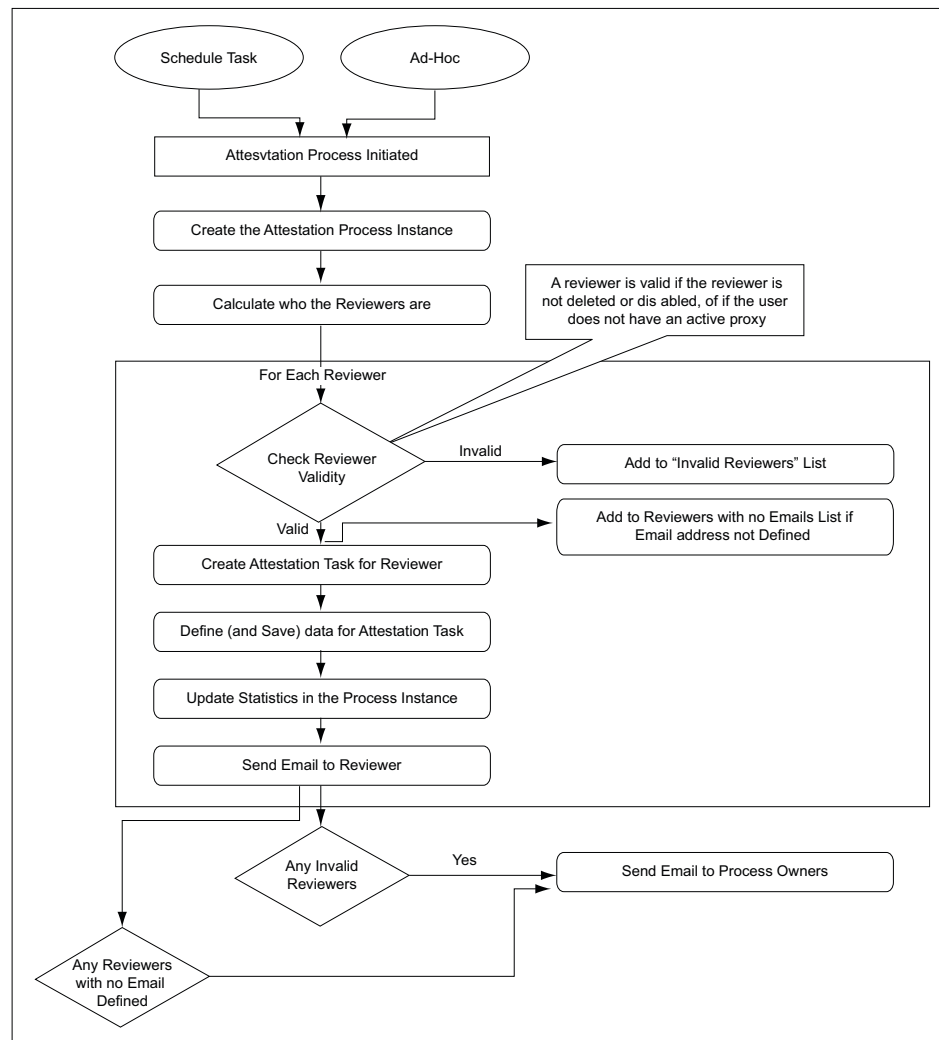 Schedule Task
Ad-Hoc
Attesvtation Process Initiated
Create the Attestation Process Instance
Calculate who the Reviewers are
A reviewer is valid if the reviewer is
not deleted or dis abled, of if the user
does not have an active proxy
For Each Reviewer
Check Reviewer
Validity
Invalid
Add to “Invalid Reviewers” List
Valid
Add to Reviewers with no Emails List if
Email address not Defined
Create Attestation Task for Reviewer
Define (and Save) data for Attestation Task
Update Statistics in the Process Instance
Send Email to Reviewer
Any Invalid
Reviewers
Yes
Send Email to Process Owners
Any Reviewers
with no Email
Defined